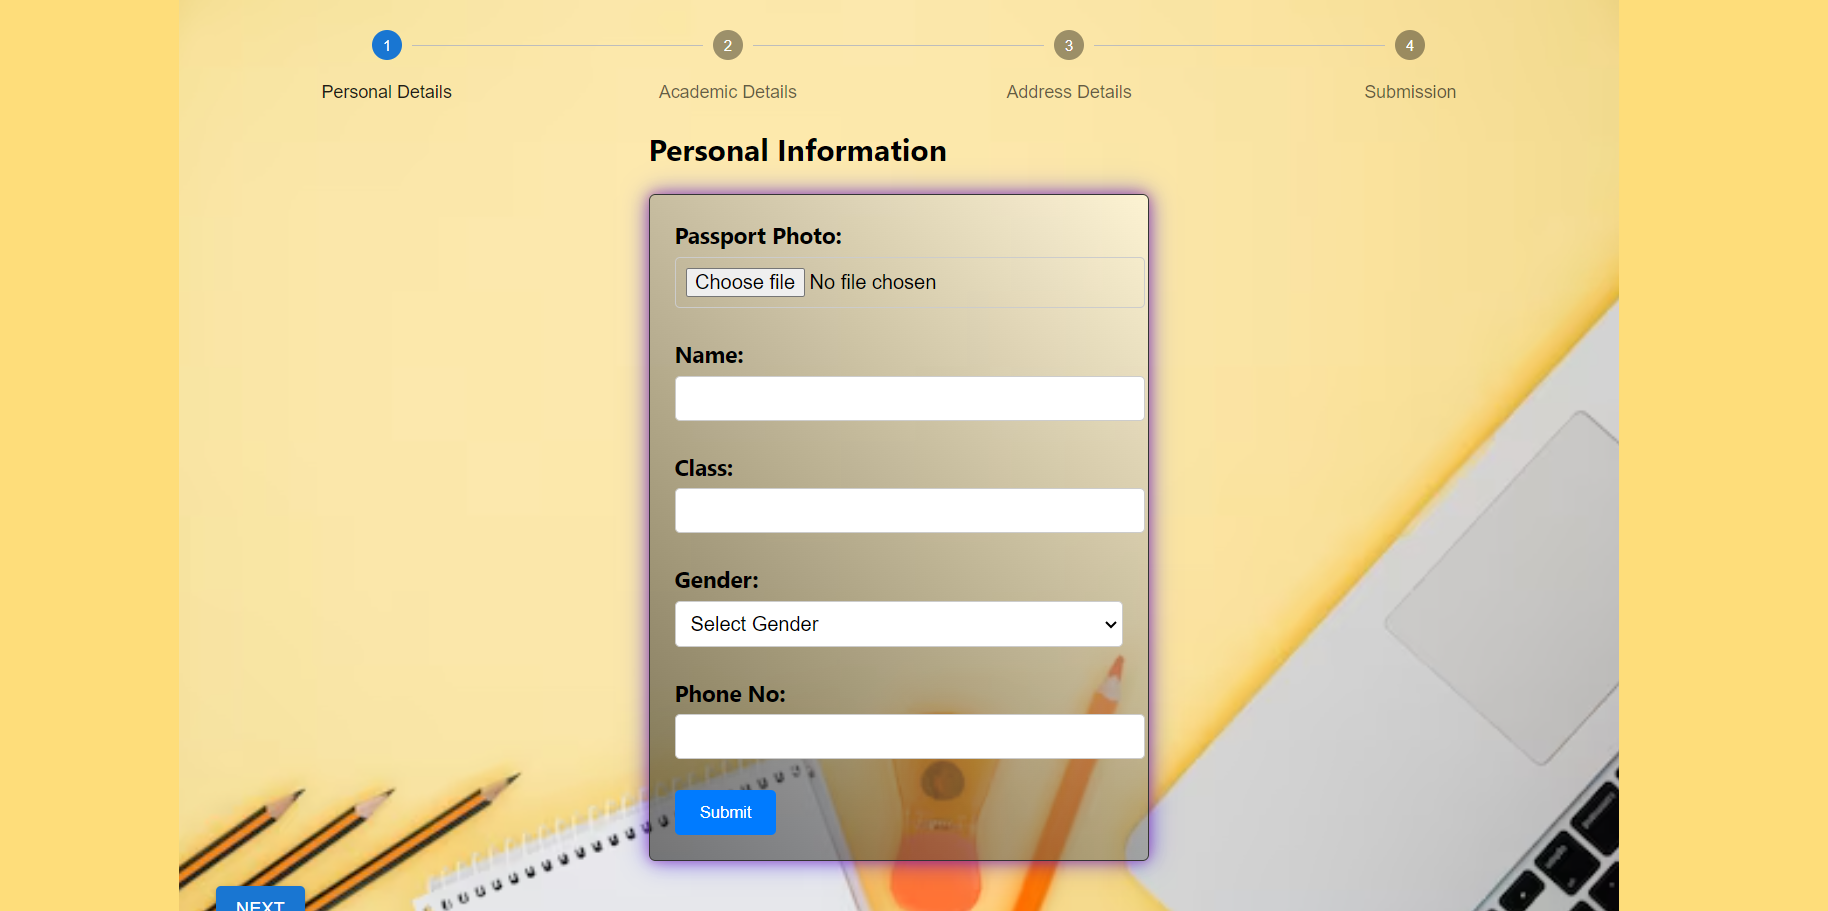 1 2 3 4
Personal Details Academic Details Address Details Submission
Personal Information
Passport Photo:
Choose file No file chosen
Name:
Class:
Gender:
Select Gender
Phone No:
Submit
NEXT